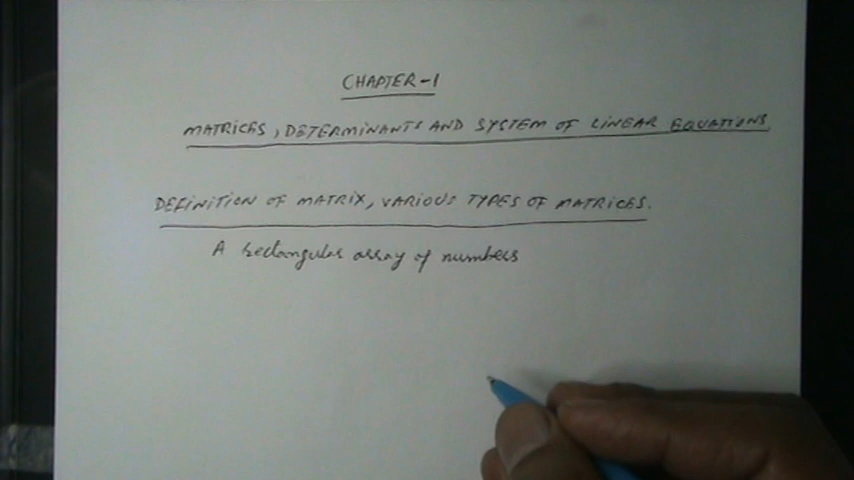 CHAPTER-1
MATRICES, DETERMINANTS AND SYSTEM OF LINEAR EQUATIONS
DEFINITION OF MATRIX, VARIOUS TYPES OF MATRICES.
A rectangular array of numbers